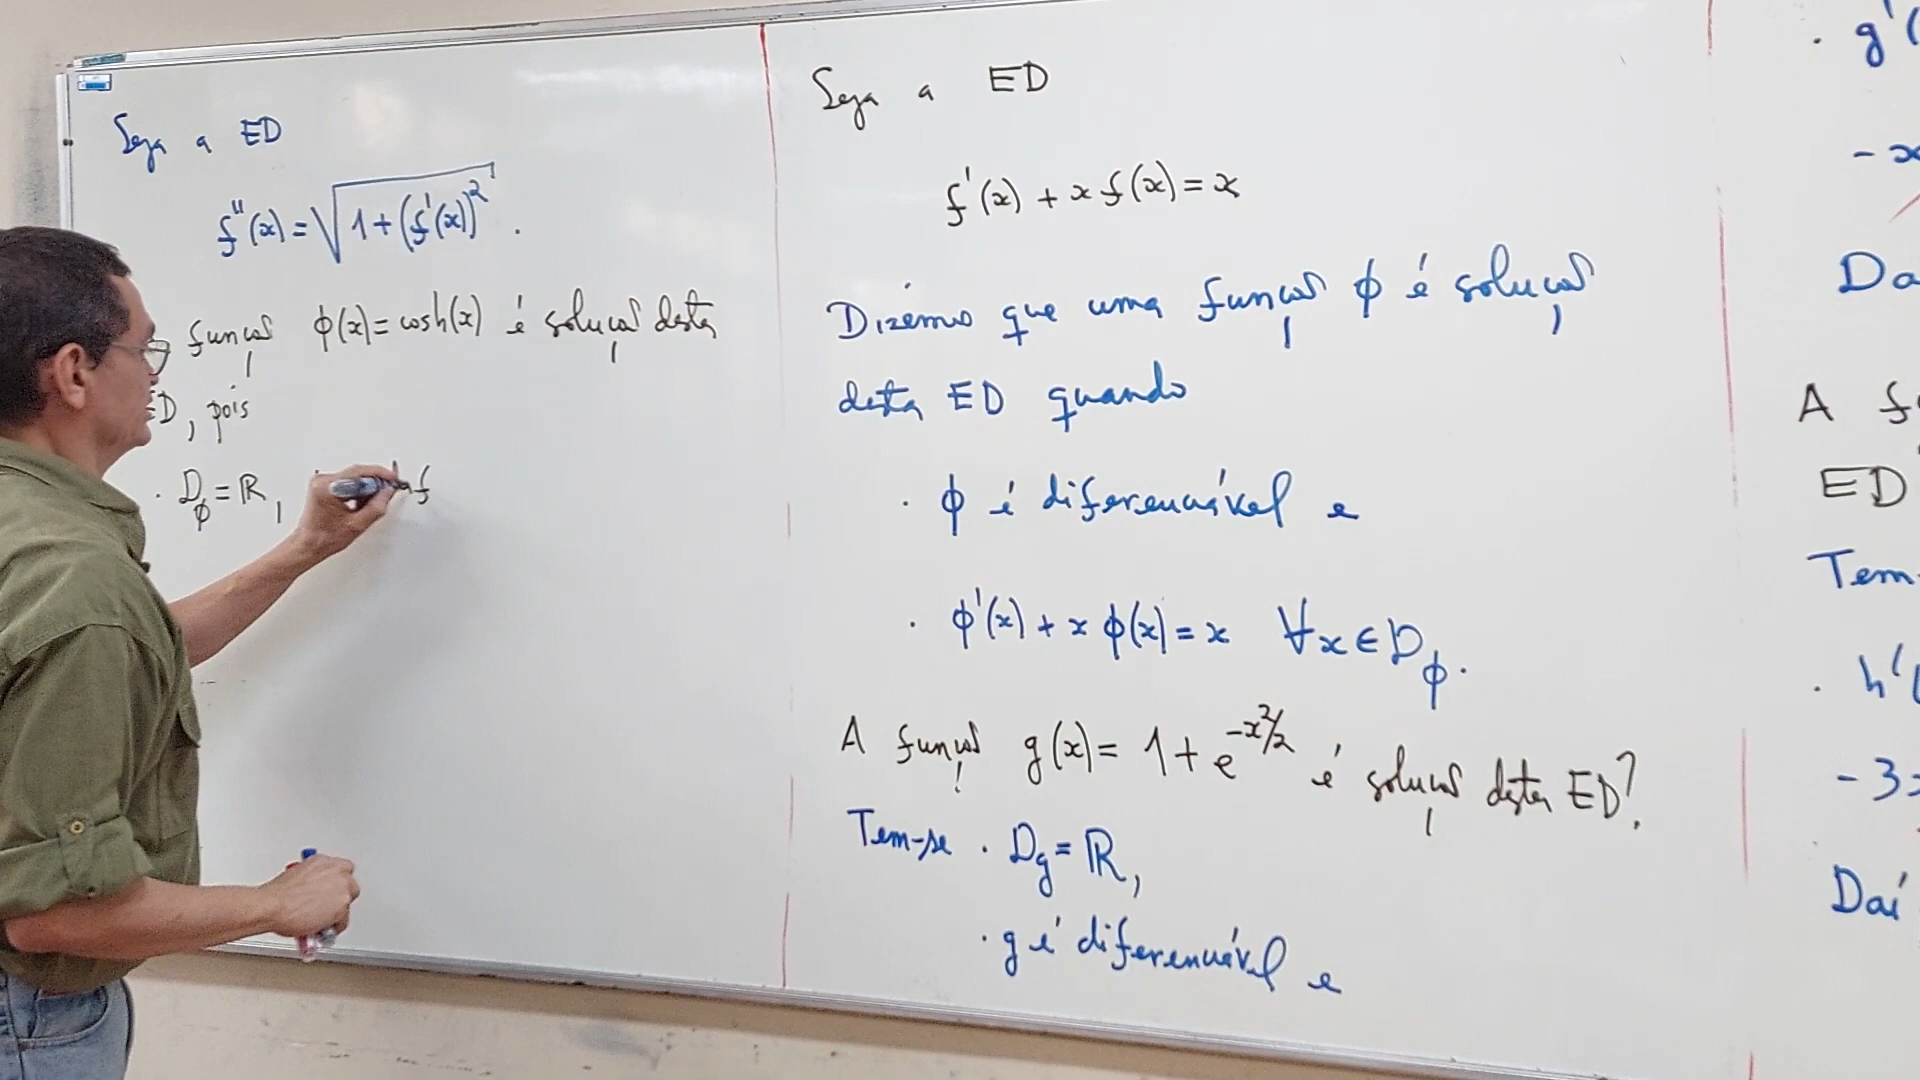 Seja a ED
f''(x) = √(1 + (f'(x))²).
função ϕ(x) = cosh(x) é solução desta
ED, pois
· D_ϕ = ℝ,
Seja a ED
f'(x) + x f(x) = x
Dizemos que uma função ϕ é solução
desta ED quando
· ϕ é diferenciável e
· ϕ'(x) + x ϕ(x) = x ∀x ∈ D_ϕ.
A função g(x) = 1 + e^(-x²/2) é solução desta ED?
Tem-se · D_g = ℝ,
· g é diferenciável e
· g'(
-x
Da
A f
ED
Tem-
· h'(
-3x
Daí